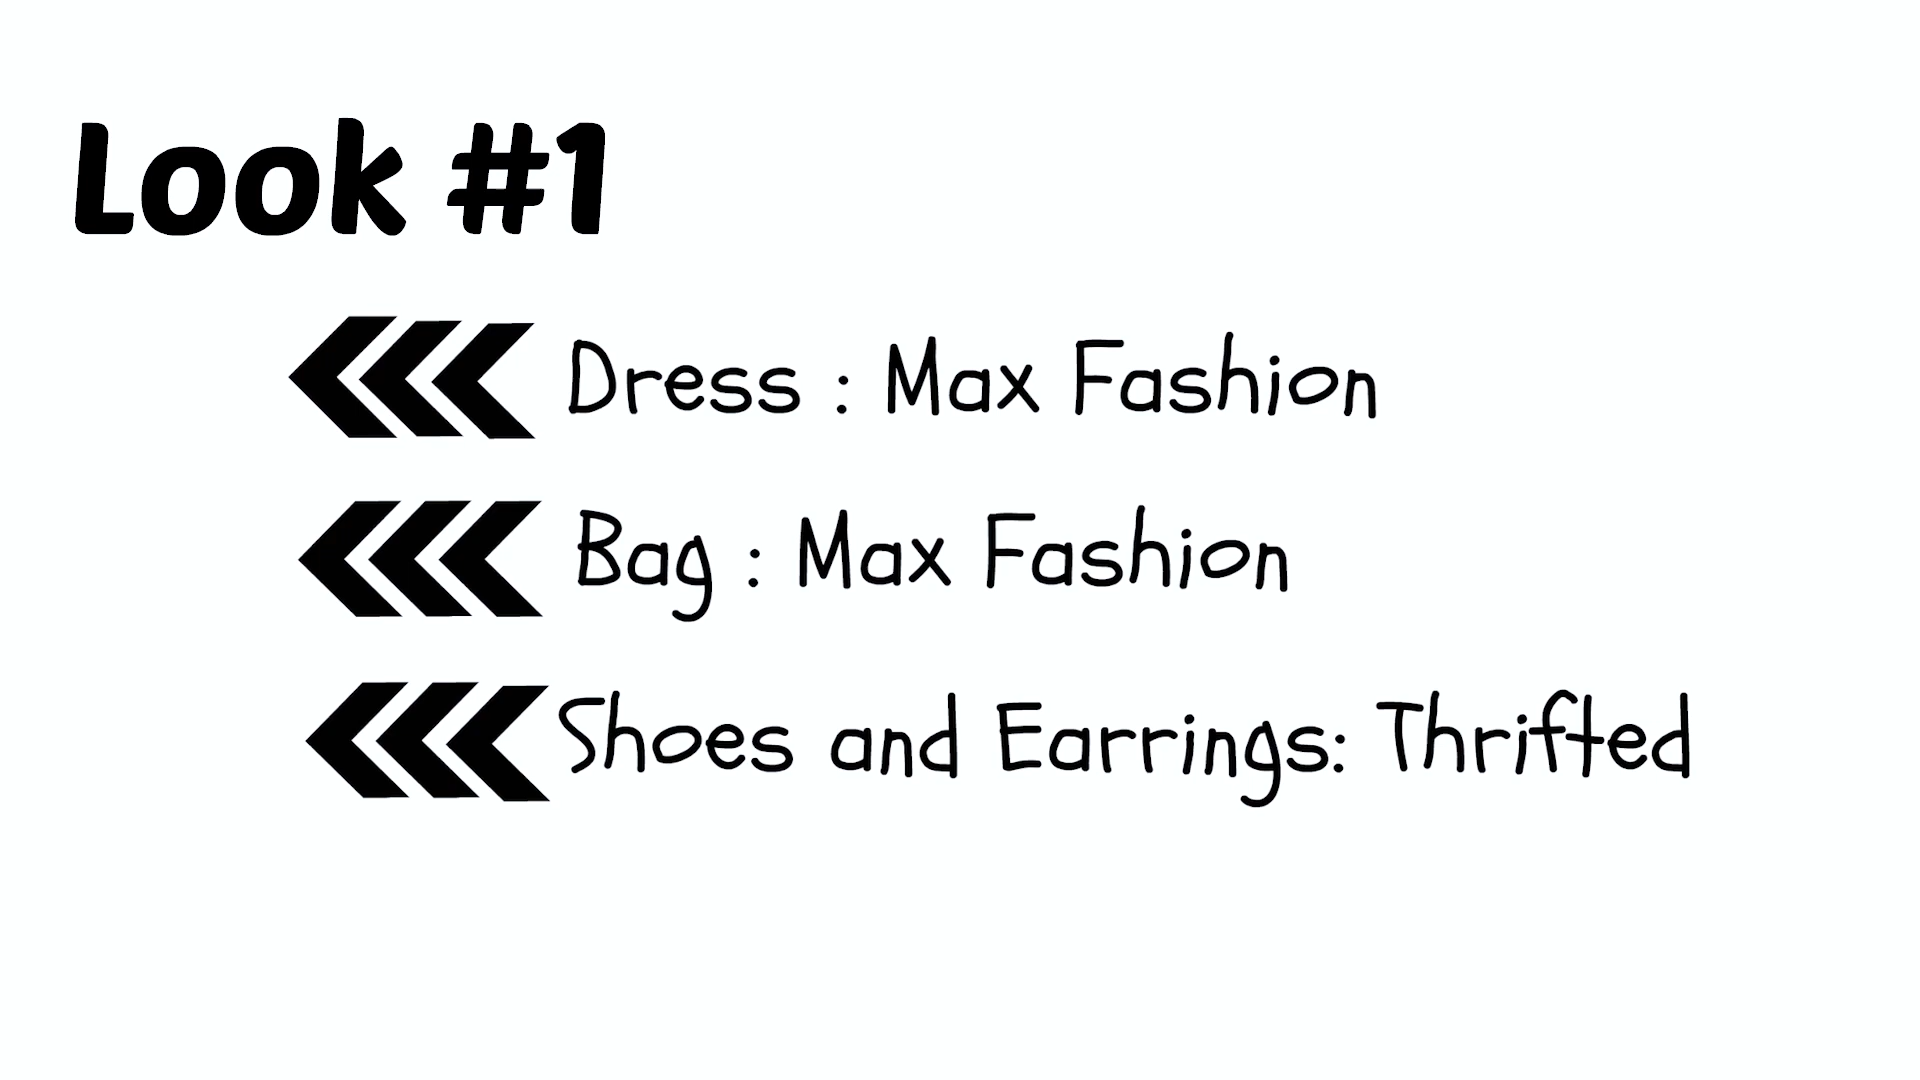 Look #1
Dress : Max Fashion
Bag : Max Fashion
Shoes and Earrings: Thrifted